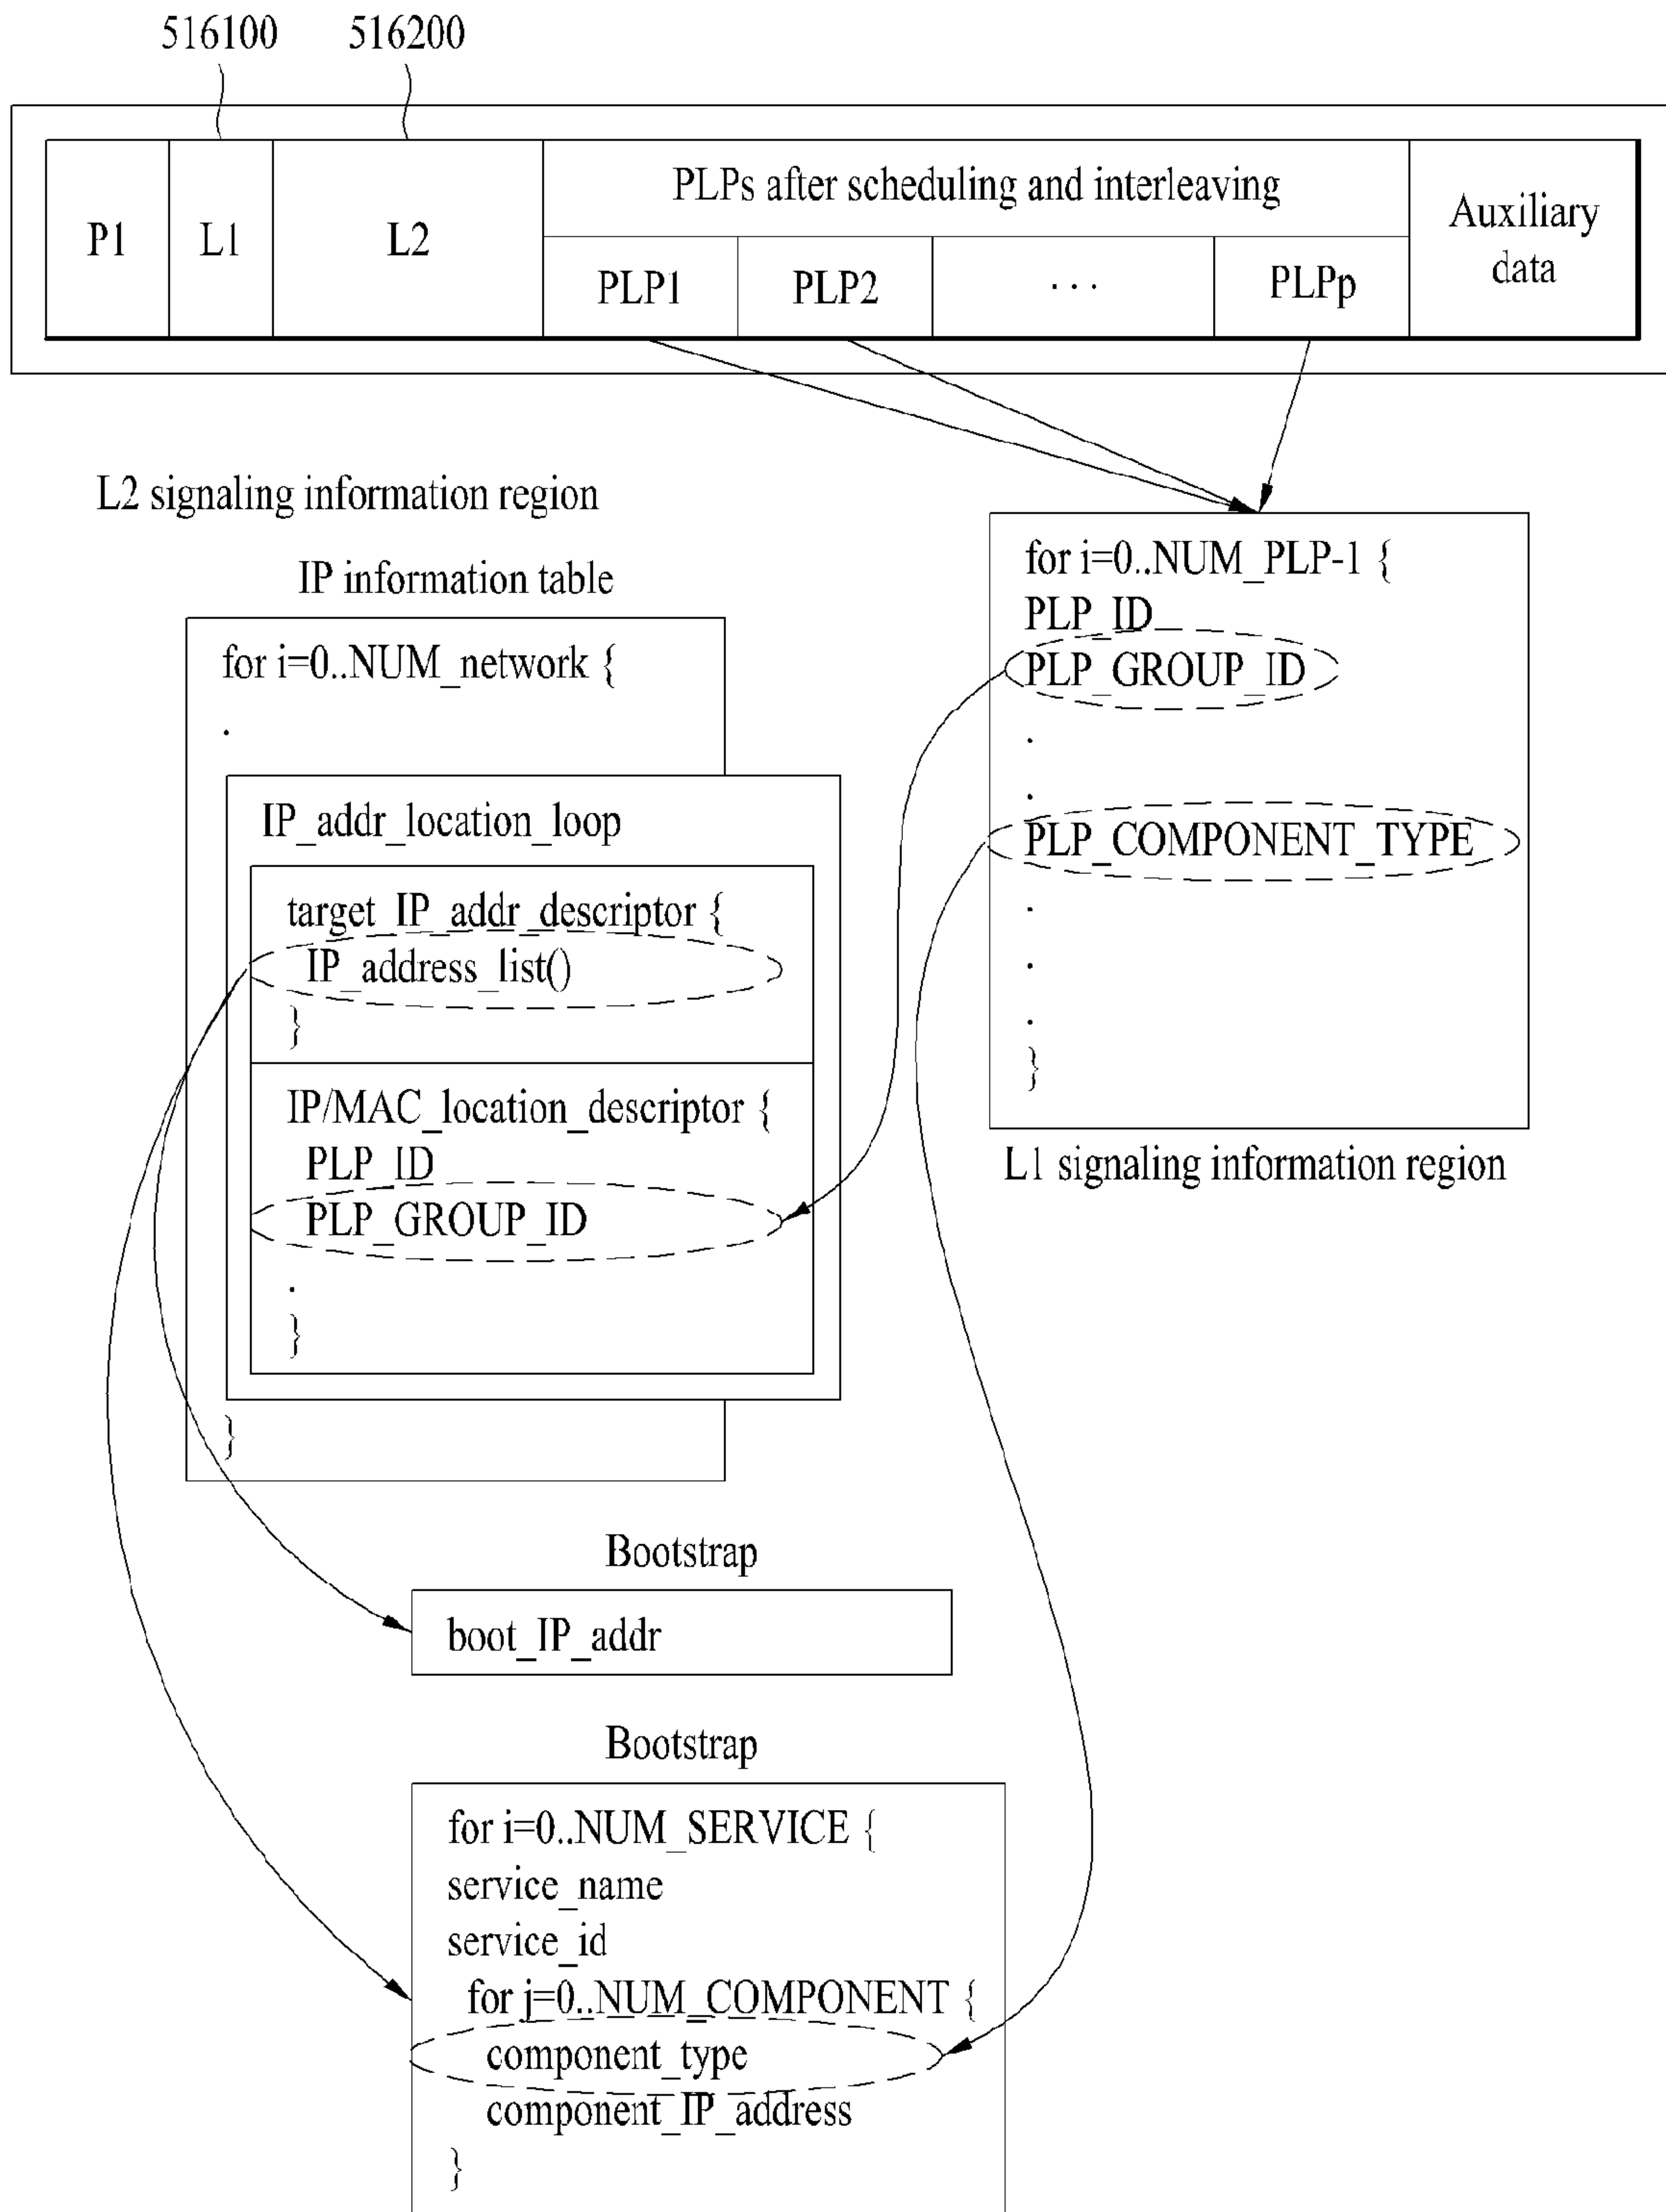 516100 516200
P1
L1
L2
PLPs after scheduling and interleaving
PLP1
PLP2
. . .
PLPp
Auxiliary
data
L2 signaling information region
IP information table
for i=0..NUM_network {
.
IP_addr_location_loop
target_IP_addr_descriptor {
IP_address_list()
}
IP/MAC_location_descriptor {
PLP_ID
PLP_GROUP_ID
.
}
}
for i=0..NUM_PLP-1 {
PLP_ID
PLP_GROUP_ID
.
.
PLP_COMPONENT_TYPE
.
.
.
}
L1 signaling information region
Bootstrap
boot_IP_addr
Bootstrap
for i=0..NUM_SERVICE {
service_name
service_id
for j=0..NUM_COMPONENT {
component_type
component_IP_address
}